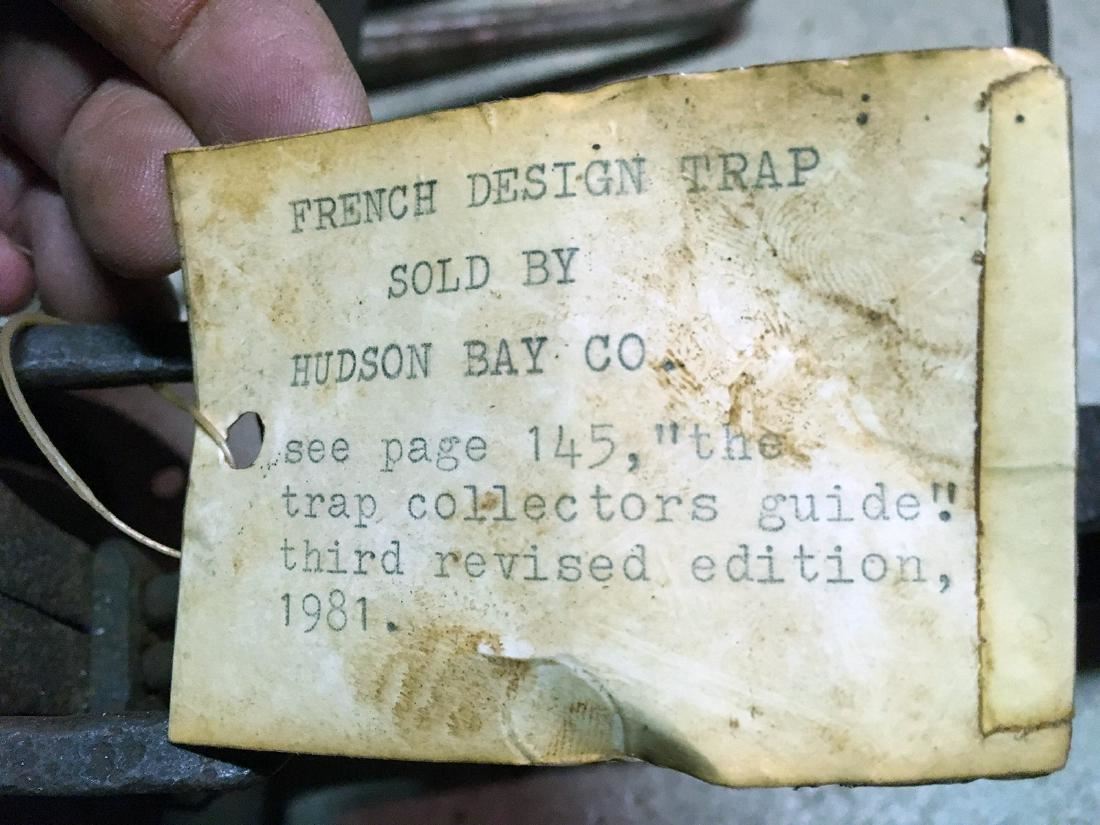 FRENCH DESIGN TRAP
SOLD BY
HUDSON BAY CO.
see page 145, "the
trap collectors guide".
third revised edition,
1981.